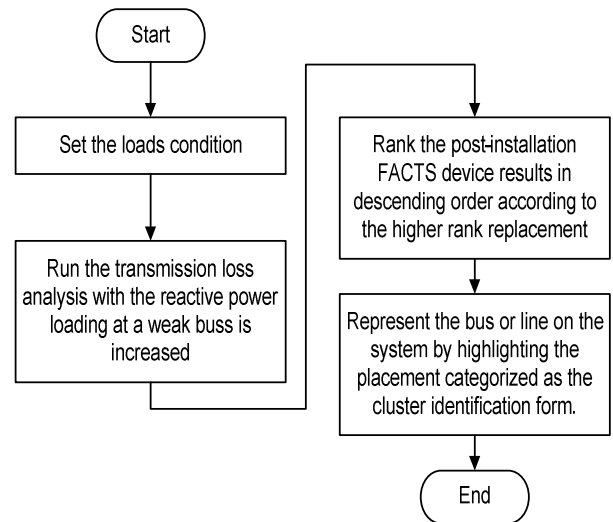 Start
Set the loads condition
Run the transmission loss
analysis with the reactive power
loading at a weak buss is
increased
Rank the post-installation
FACTS device results in
descending order according to
the higher rank replacement
Represent the bus or line on the
system by highlighting the
placement categorized as the
cluster identification form.
End